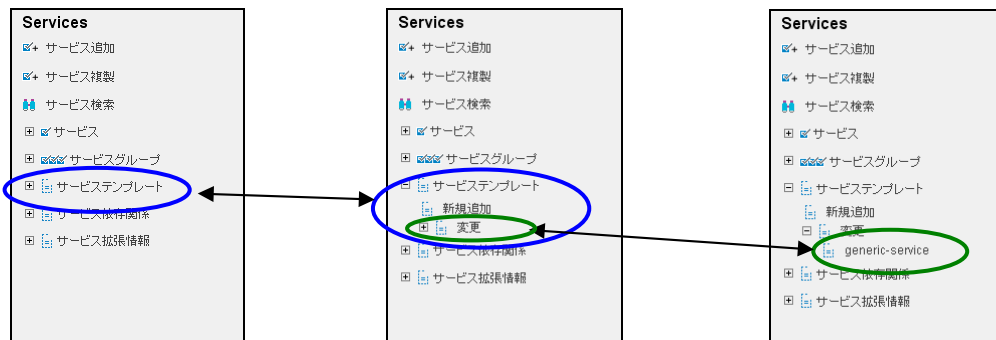 Services
サービス追加
サービス複製
サービス検索
サービス
サービスグループ
サービステンプレート
サービス依存関係
サービス拡張情報
Services
サービス追加
サービス複製
サービス検索
サービス
サービスグループ
サービステンプレート
新規追加
変更
サービス依存関係
サービス拡張情報
Services
サービス追加
サービス複製
サービス検索
サービス
サービスグループ
サービステンプレート
新規追加
変更
generic-service
サービス依存関係
サービス拡張情報